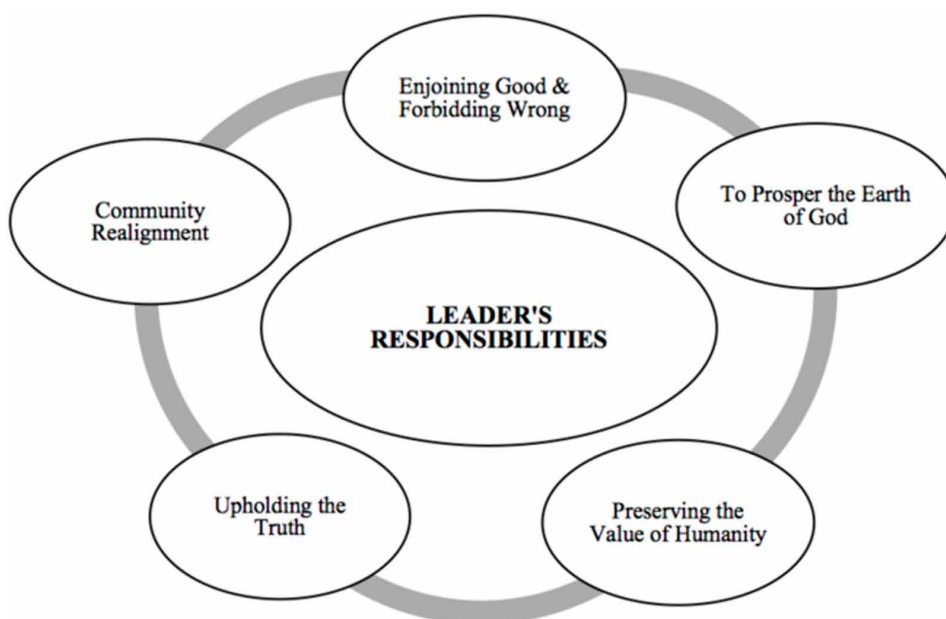 Enjoining Good &
Forbidding Wrong
To Prosper the Earth
of God
Community
Realignment
LEADER'S
RESPONSIBILITIES
Upholding the
Truth
Preserving the
Value of Humanity